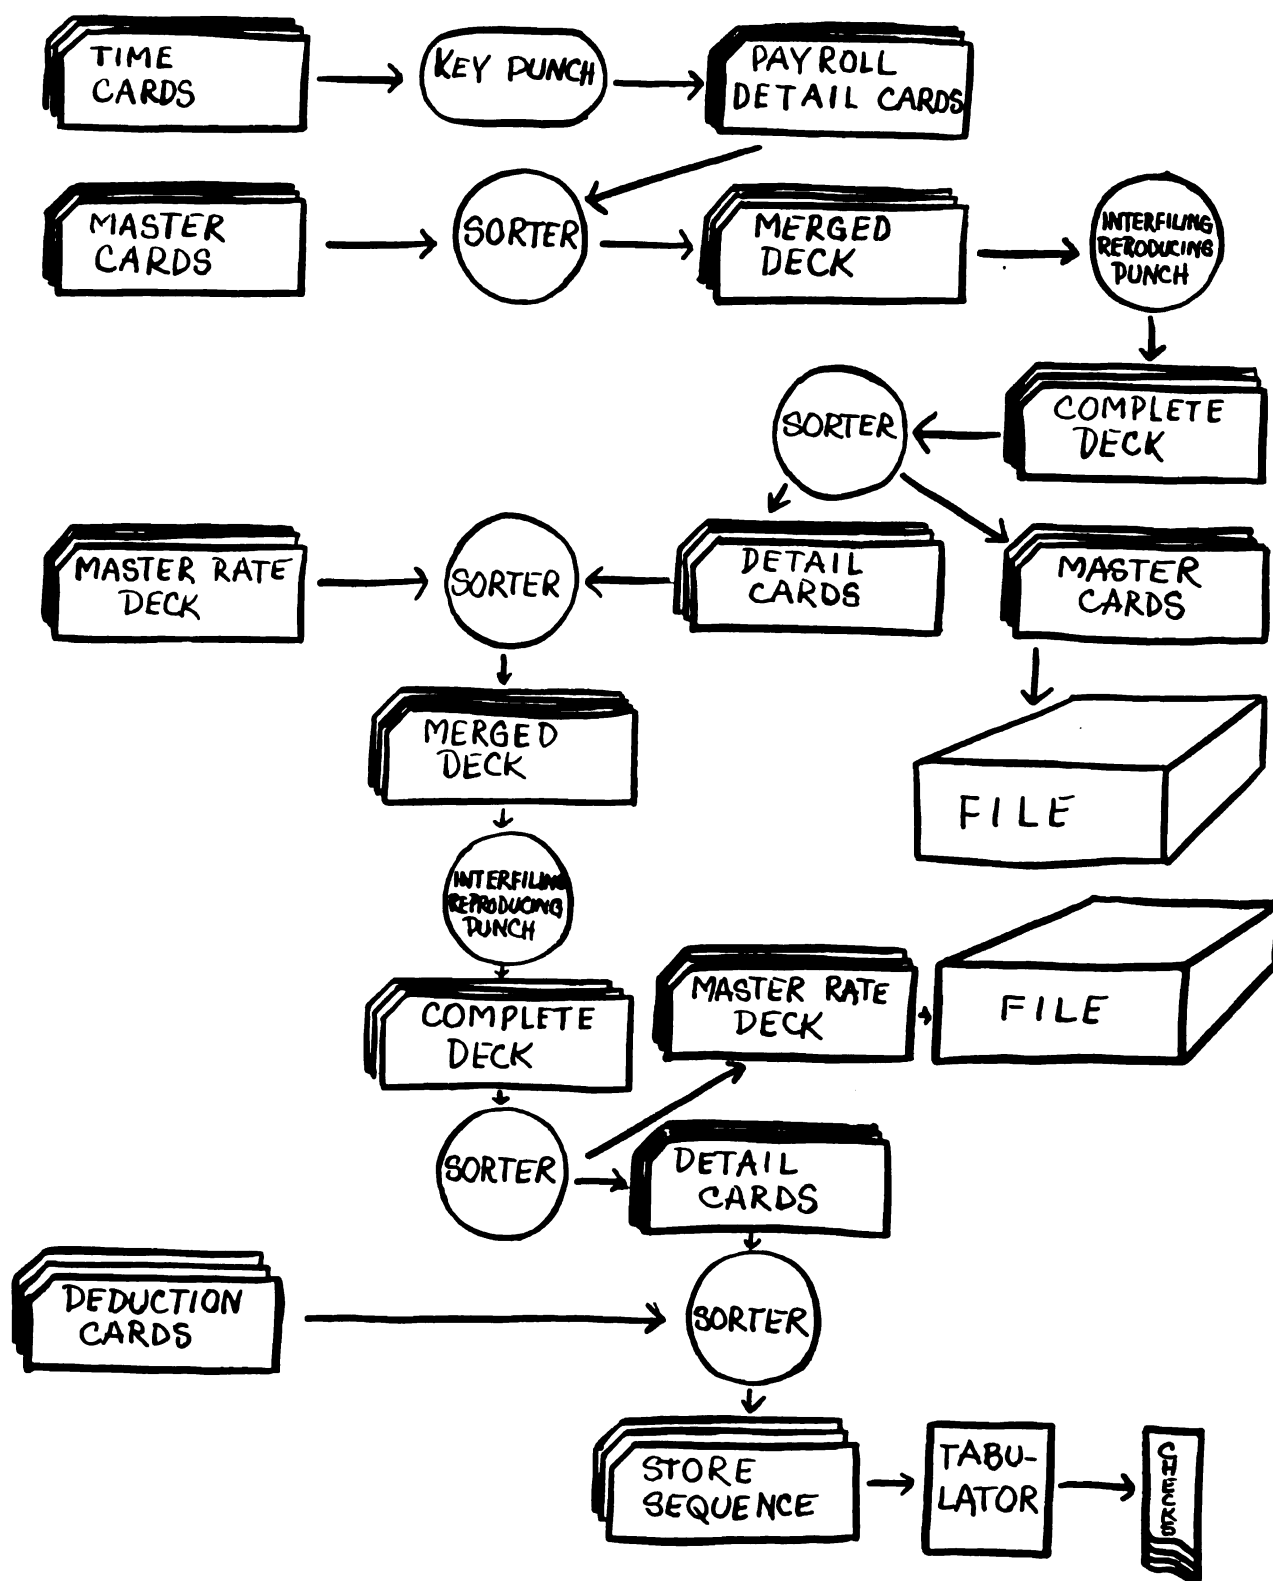 TIME
CARDS
KEY PUNCH
PAYROLL
DETAIL CARDS
MASTER
CARDS
SORTER
MERGED
DECK
INTERFILING
RERODUCING
PUNCH
SORTER
COMPLETE
DECK
MASTER RATE
DECK
SORTER
DETAIL
CARDS
MASTER
CARDS
MERGED
DECK
FILE
INTERFILING
REPRODUCING
PUNCH
COMPLETE
DECK
MASTER RATE
DECK
FILE
SORTER
DETAIL
CARDS
DEDUCTION
CARDS
SORTER
STORE
SEQUENCE
TABU-
LATOR
CHECKS